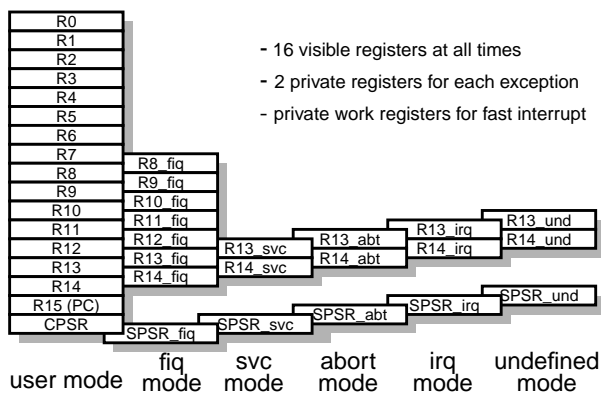 R0
R1
R2
R3
R4
R5
R6
R7
R8
R9
R10
R11
R12
R13
R14
R15 (PC)
CPSR
user mode
R8_fiq
R9_fiq
R10_fiq
R11_fiq
R12_fiq
R13_fiq
R14_fiq
SPSR_fiq
fiq
mode
R13_svc
R14_svc
SPSR_svc
svc
mode
R13_abt
R14_abt
SPSR_abt
abort
mode
R13_irq
R14_irq
SPSR_irq
irq
mode
R13_und
R14_und
SPSR_und
undefined
mode
- 16 visible registers at all times
- 2 private registers for each exception
- private work registers for fast interrupt